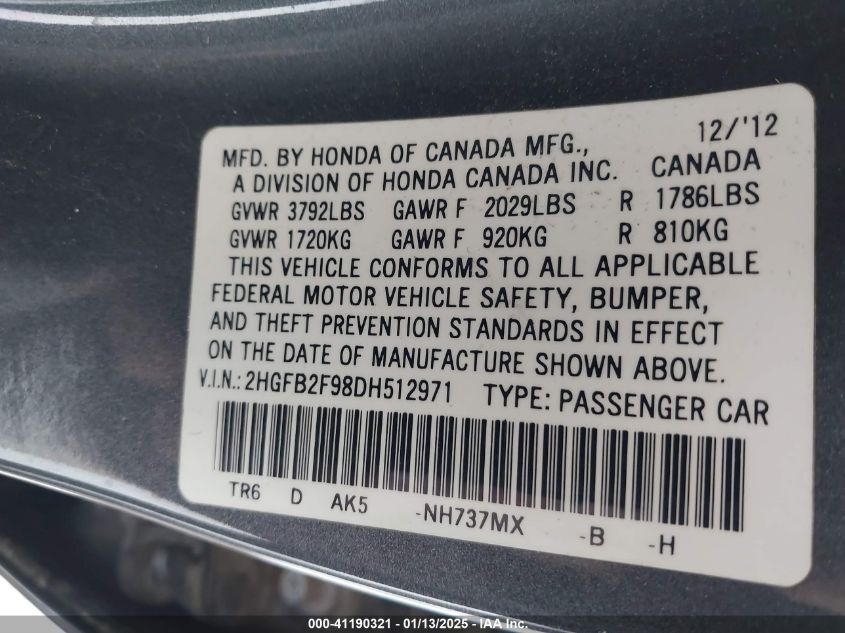 12/'12
MFD. BY HONDA OF CANADA MFG.,
A DIVISION OF HONDA CANADA INC. CANADA
GVWR 3792LBS GAWR F 2029LBS R 1786LBS
GVWR 1720KG GAWR F 920KG R 810KG
THIS VEHICLE CONFORMS TO ALL APPLICABLE
FEDERAL MOTOR VEHICLE SAFETY, BUMPER,
AND THEFT PREVENTION STANDARDS IN EFFECT
ON THE DATE OF MANUFACTURE SHOWN ABOVE.
V.I.N.: 2HGFB2F98DH512971 TYPE: PASSENGER CAR
TR6 D AK5 -NH737MX -B -H
000-41190321 - 01/13/2025 - IAA Inc.